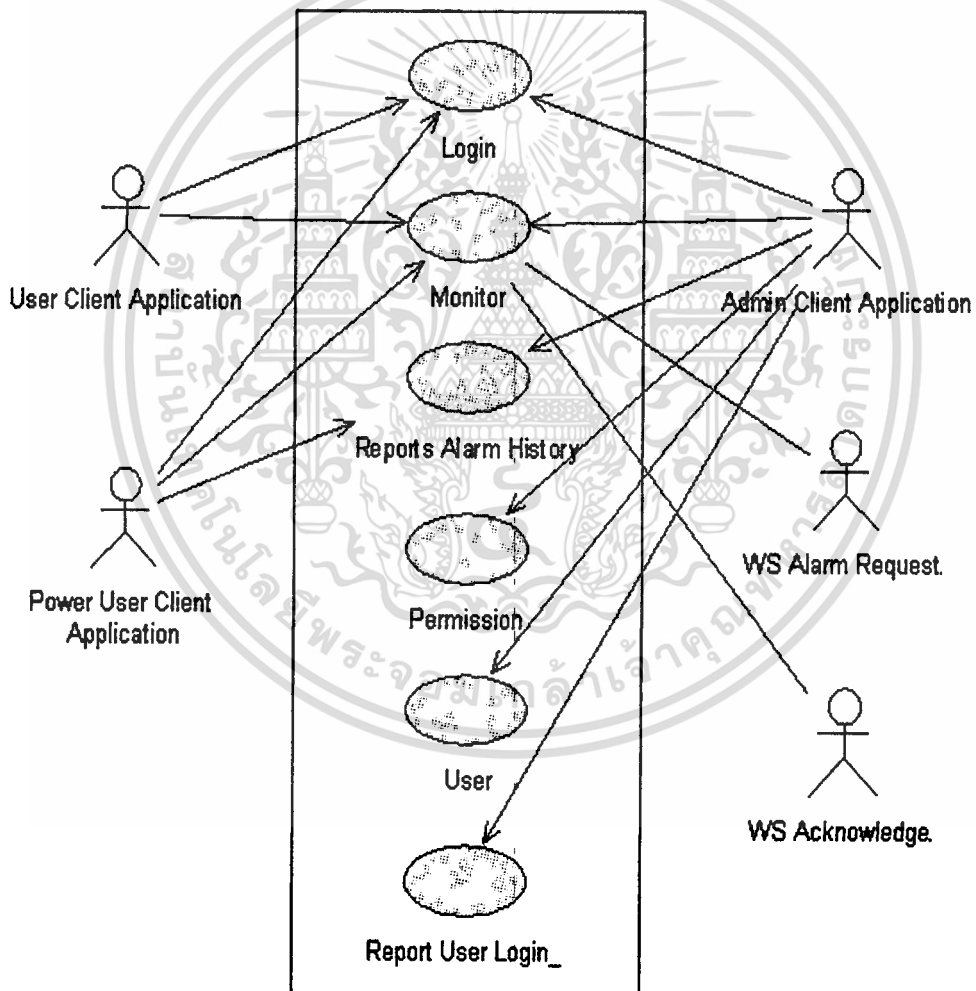 Login
Monitor
User Client Application
Admin Client Application
Reports Alarm History
Power User Client
Application
WS Alarm Request.
Permission
User
WS Acknowledge.
Report User Login_